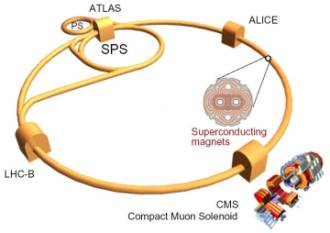 ATLAS
PS
SPS
ALICE
Superconducting
magnets
LHC-B
CMS
Compact Muon Solenoid